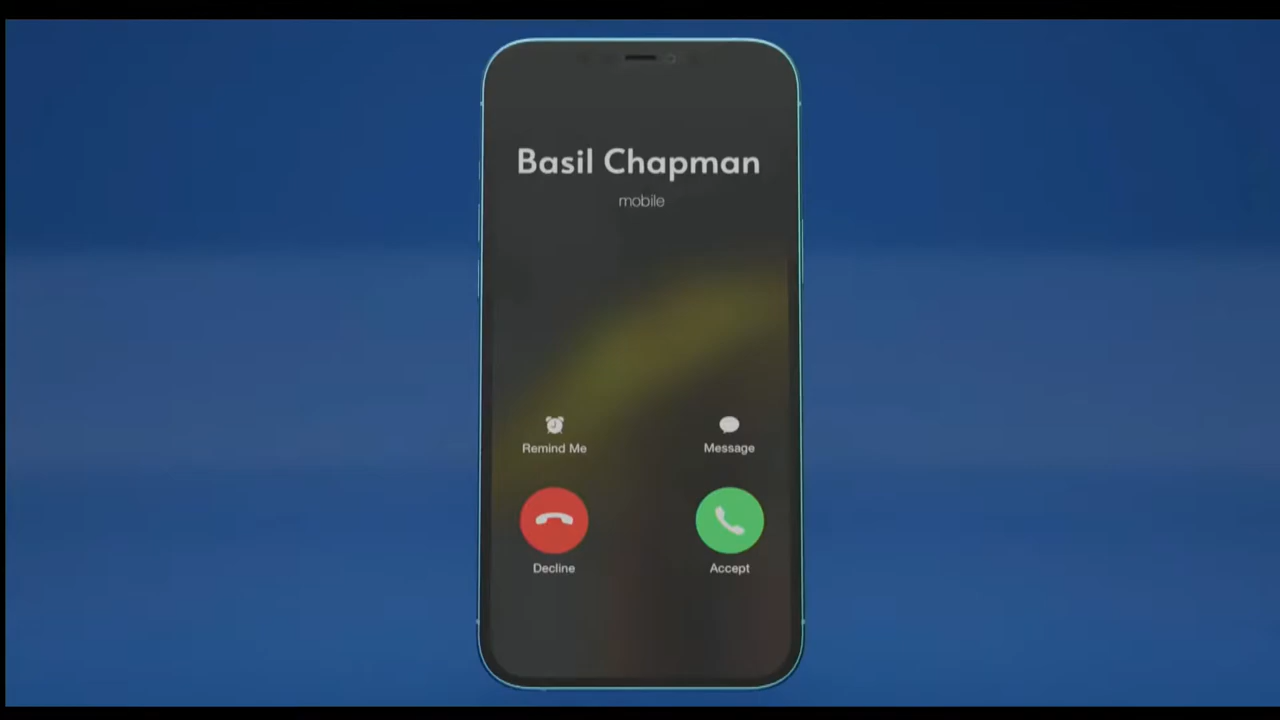 Basil Chapman
mobile
Remind Me
Message
Decline
Accept